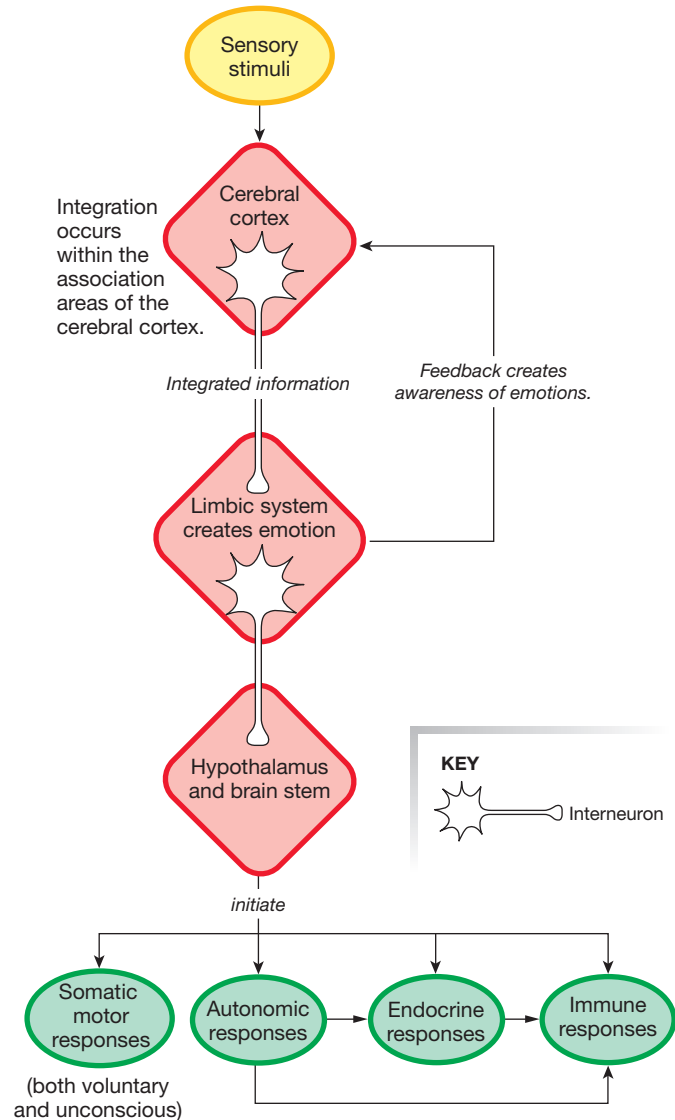 Sensory
stimuli
Cerebral
cortex
Integration
occurs
within the
association
areas of the
cerebral cortex.
Integrated information
Feedback creates
awareness of emotions.
Limbic system
creates emotion
Hypothalamus
and brain stem
KEY
Interneuron
initiate
Somatic
motor
responses
Autonomic
responses
Endocrine
responses
Immune
responses
(both voluntary
and unconscious)